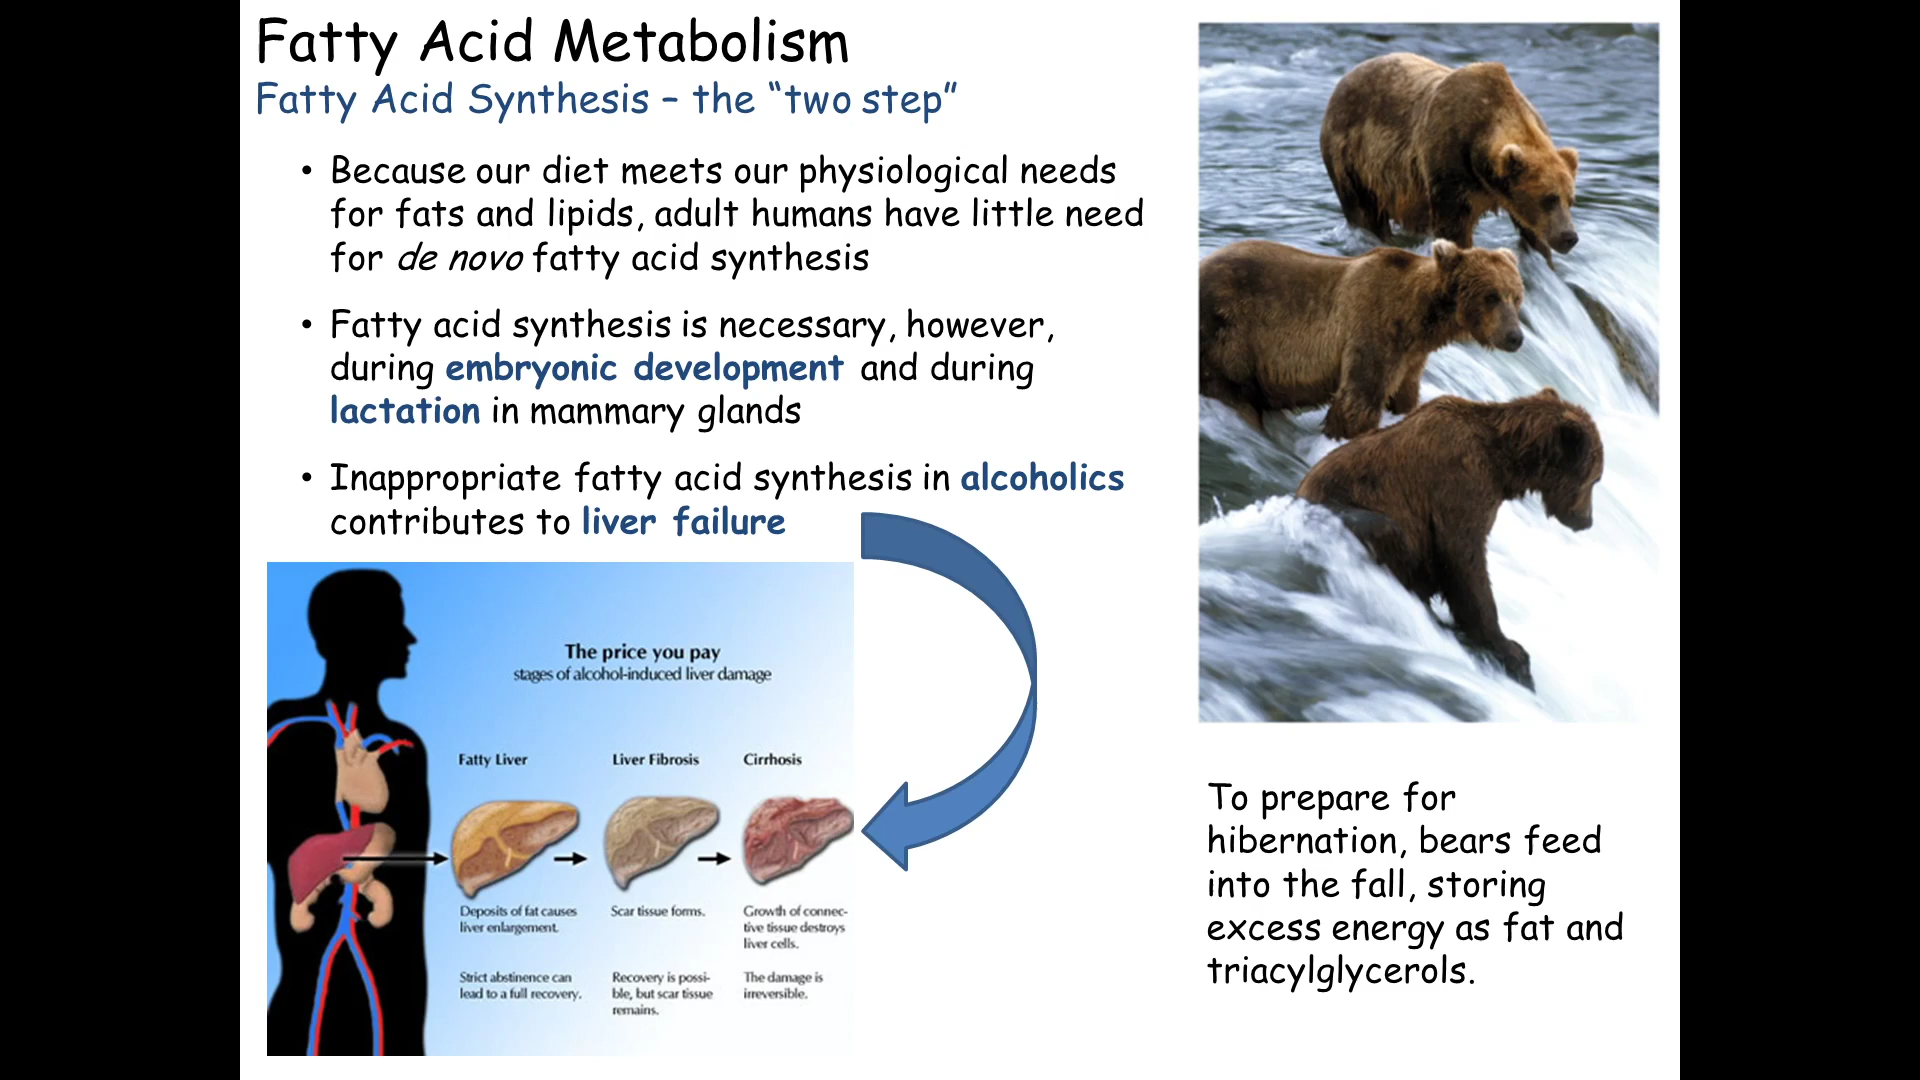 Fatty Acid Metabolism
Fatty Acid Synthesis – the “two step”
• Because our diet meets our physiological needs
for fats and lipids, adult humans have little need
for de novo fatty acid synthesis
• Fatty acid synthesis is necessary, however,
during embryonic development and during
lactation in mammary glands
• Inappropriate fatty acid synthesis in alcoholics
contributes to liver failure
The price you pay
stages of alcohol-induced liver damage
Fatty Liver
Liver Fibrosis
Cirrhosis
Deposits of fat causes
liver enlargement.
Scar tissue forms.
Growth of connec-
tive tissue destroys
liver cells.
Strict abstinence can
lead to a full recovery.
Recovery is possi-
ble, but scar tissue
remains.
The damage is
irreversible.
To prepare for
hibernation, bears feed
into the fall, storing
excess energy as fat and
triacylglycerols.